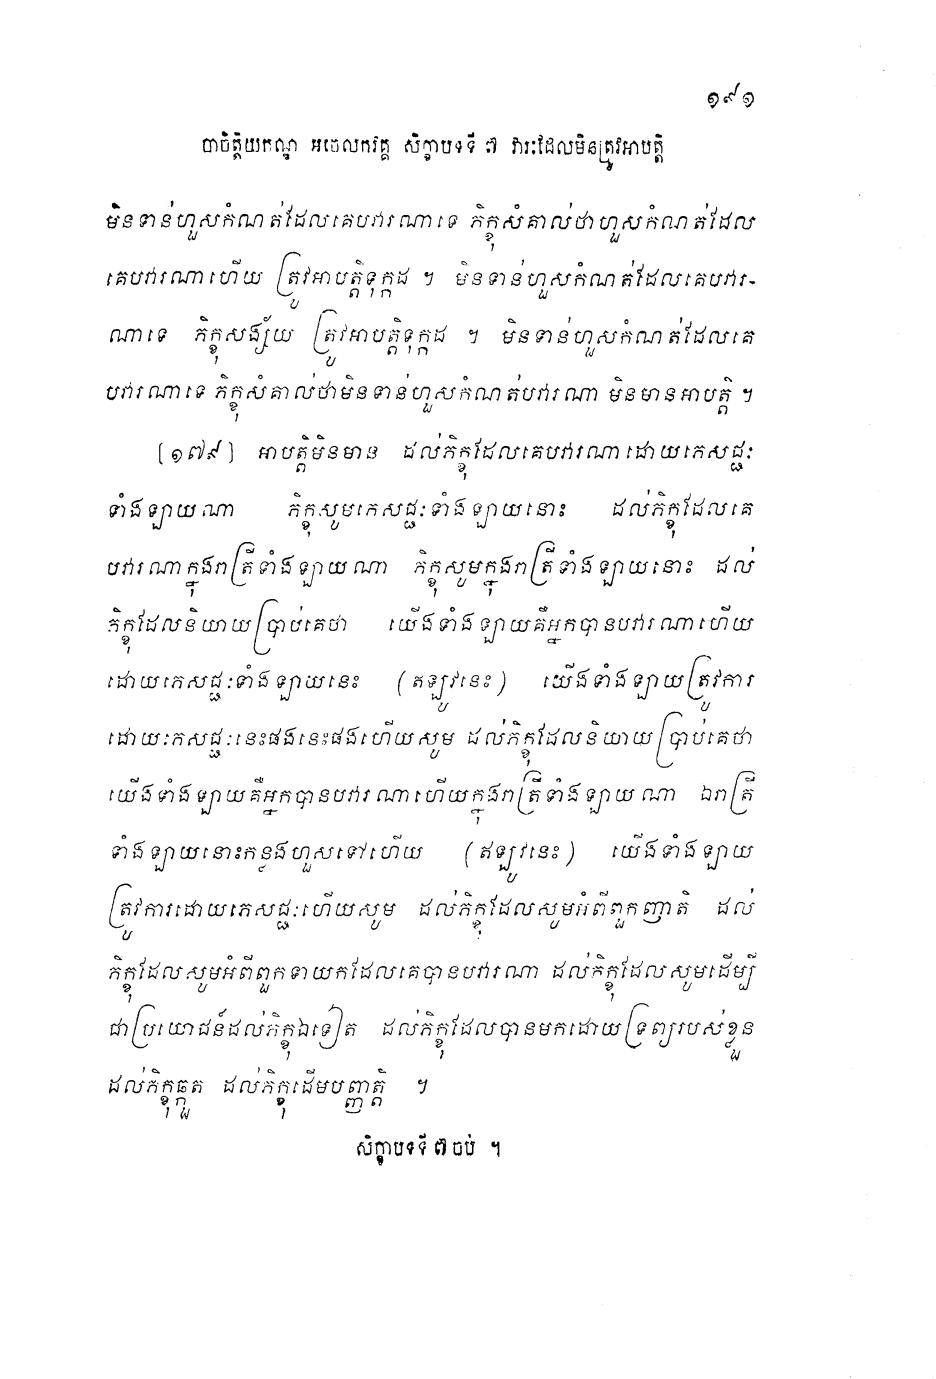 ១៩១
បាចិត្តិយកណ្ឌ អចេលកវគ្គ សិក្ខាបទទី ៧ វារៈដែលមិនត្រូវអាបត្តិ
មិនទាន់ហួសកំណត់ដែលគេបវារណាទេ ភិក្ខុសំគាល់ថាហួសកំណត់ដែល
គេបវារណាហើយ ត្រូវអាបត្តិទុក្កដ ។ មិនទាន់ហួសកំណត់ដែលគេបវារ-
ណាទេ ភិក្ខុសង្ស័យ ត្រូវអាបត្តិទុក្កដ ។ មិនទាន់ហួសកំណត់ដែលគេ
បវារណាទេ ភិក្ខុសំគាល់ថាមិនទាន់ហួសកំណត់បវារណា មិនមានអាបត្តិ ។
[១៧៩] អាបត្តិមិនមាន ដល់ភិក្ខុដែលគេបវារណាដោយភេសជ្ជៈ
ទាំងឡាយណា ភិក្ខុសូមភេសជ្ជៈទាំងឡាយនោះ ដល់ភិក្ខុដែលគេ
បវារណាក្នុងរាត្រីទាំងឡាយណា ភិក្ខុសូមក្នុងរាត្រីទាំងឡាយនោះ ដល់
ភិក្ខុដែលនិយាយប្រាប់គេថា យើងទាំងឡាយគឺអ្នកបានបវារណាហើយ
ដោយភេសជ្ជៈទាំងឡាយនេះ (ឥឡូវនេះ) យើងទាំងឡាយត្រូវការ
ដោយភេសជ្ជៈនេះផងនេះផងហើយសូម ដល់ភិក្ខុដែលនិយាយប្រាប់គេថា
យើងទាំងឡាយគឺអ្នកបានបវារណាហើយក្នុងរាត្រីទាំងឡាយណា ឯរាត្រី
ទាំងឡាយនោះកន្លងហួសទៅហើយ (ឥឡូវនេះ) យើងទាំងឡាយ
ត្រូវការដោយភេសជ្ជៈហើយសូម ដល់ភិក្ខុដែលសូមអំពីពួកញាតិ ដល់
ភិក្ខុដែលសូមអំពីពួកទាយកដែលគេបានបវារណា ដល់ភិក្ខុដែលសូមដើម្បី
ជាប្រយោជន៍ដល់ភិក្ខុឯទៀត ដល់ភិក្ខុដែលបានមកដោយទ្រព្យរបស់ខ្លួន
ដល់ភិក្ខុឆ្កួត ដល់ភិក្ខុដើមបញ្ញត្តិ ។
សិក្ខាបទទី ៧ ចប់ ។